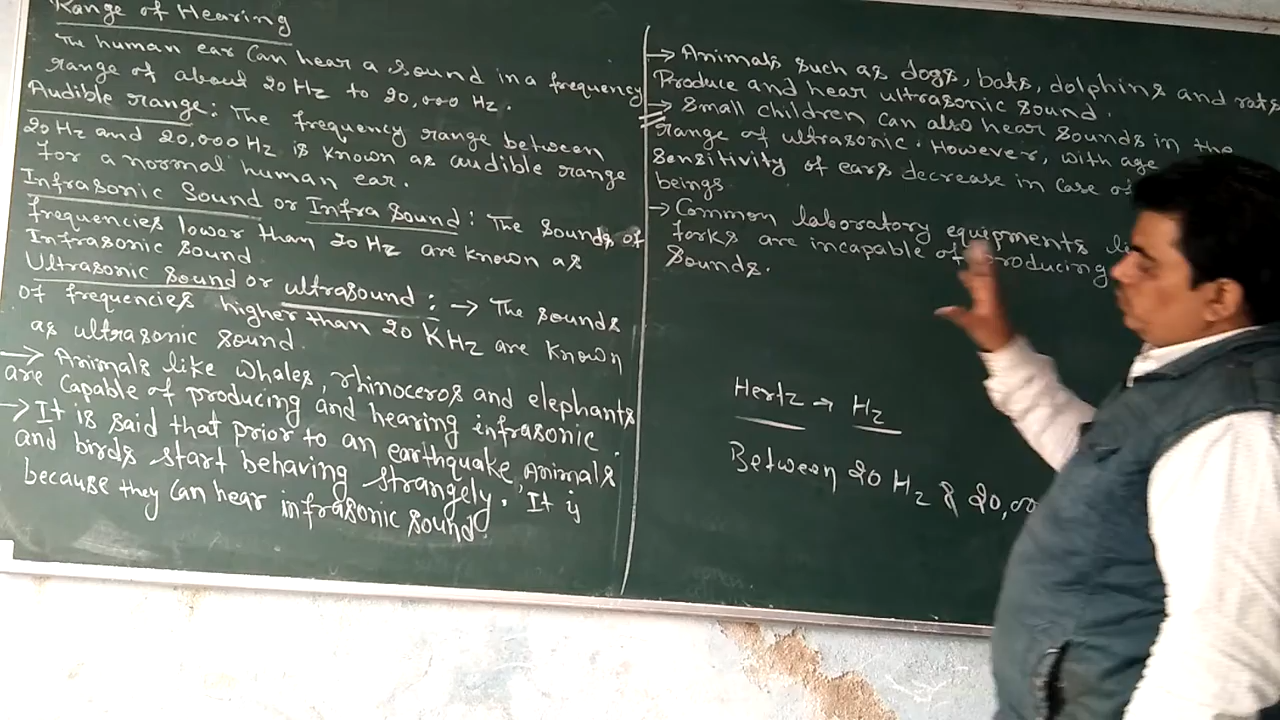 Range of Hearing
The human ear Can hear a sound in a frequency
range of about 20 Hz to 20,000 Hz.
Audible range: The frequency range between
20 Hz and 20,000 Hz is known as audible range
for a normal human ear.
Infrasonic Sound or Infra Sound: The Sounds of
frequencies lower than 20 Hz are known as
Infrasonic sound
Ultrasonic sound or ultrasound: → The sounds
of frequencies higher than 20 KHz are known
as ultrasonic sound.
→ Animals like whales, rhinoceros and elephants
are Capable of producing and hearing infrasonic.
→ It is said that prior to an earthquake, Animals
and birds start behaving strangely. It is
because they Can hear infrasonic sound.
→ Animals such as dogs, bats, dolphins and rats
Produce and hear ultrasonic sound.
→ Small children can also hear sounds in the
range of ultrasonic. However, with age
sensitivity of ears decrease in case of
beings
→ Common laboratory equipments
forks are incapable of producing
sounds.
Hertz → Hz
Between 20 Hz & 20,00